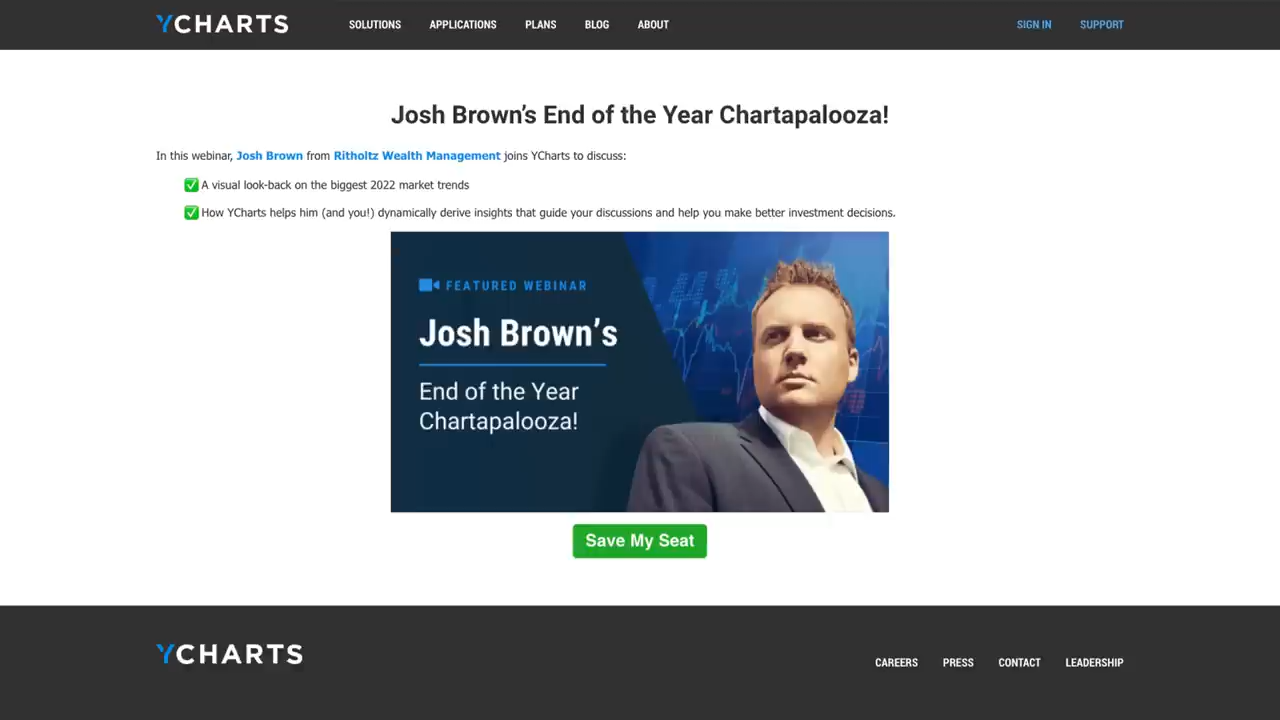 YCHARTS SOLUTIONS APPLICATIONS PLANS BLOG ABOUT SIGN IN SUPPORT
Josh Brown's End of the Year Chartapalooza!
In this webinar, Josh Brown from Ritholtz Wealth Management joins YCharts to discuss:
✅ A visual look-back on the biggest 2022 market trends
✅ How YCharts helps him (and you!) dynamically derive insights that guide your discussions and help you make better investment decisions.
FEATURED WEBINAR
Josh Brown's
End of the Year
Chartapalooza!
Save My Seat
YCHARTS
CAREERS PRESS CONTACT LEADERSHIP